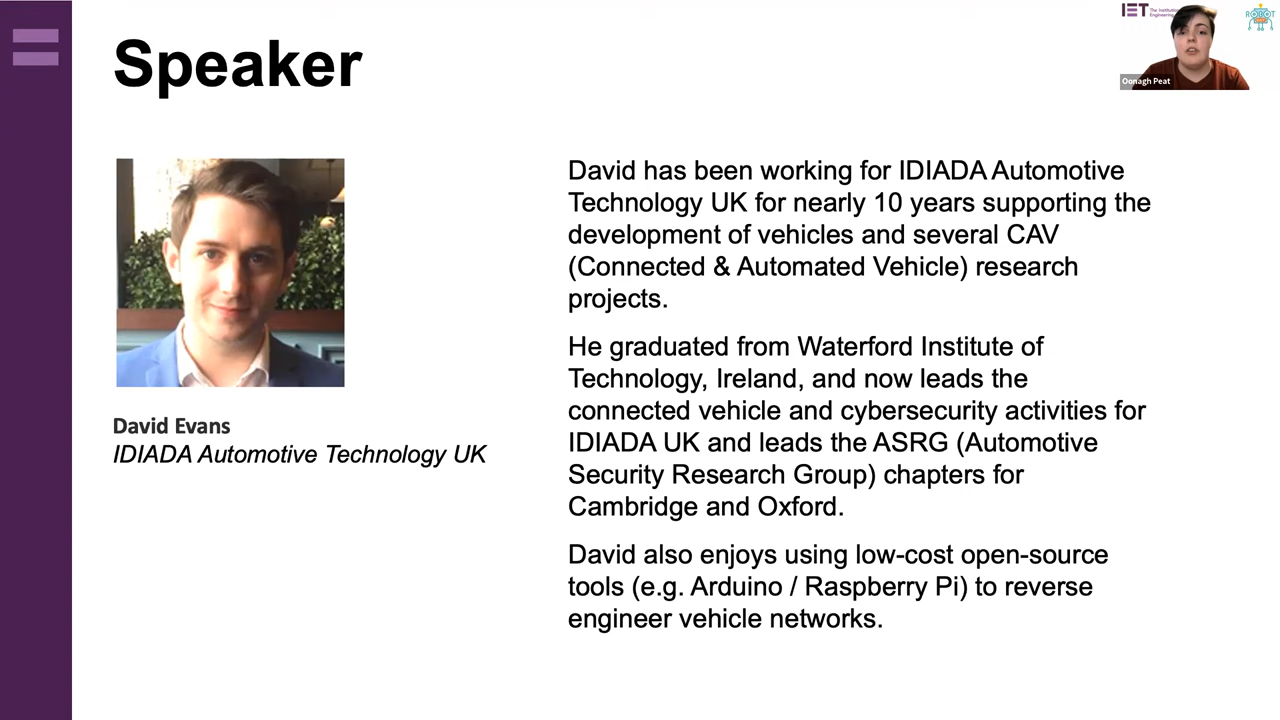 Speaker
IET The Institution
Engineering
ROBOT
Oonagh Peat
David Evans
IDIADA Automotive Technology UK
David has been working for IDIADA Automotive
Technology UK for nearly 10 years supporting the
development of vehicles and several CAV
(Connected & Automated Vehicle) research
projects.
He graduated from Waterford Institute of
Technology, Ireland, and now leads the
connected vehicle and cybersecurity activities for
IDIADA UK and leads the ASRG (Automotive
Security Research Group) chapters for
Cambridge and Oxford.
David also enjoys using low-cost open-source
tools (e.g. Arduino / Raspberry Pi) to reverse
engineer vehicle networks.